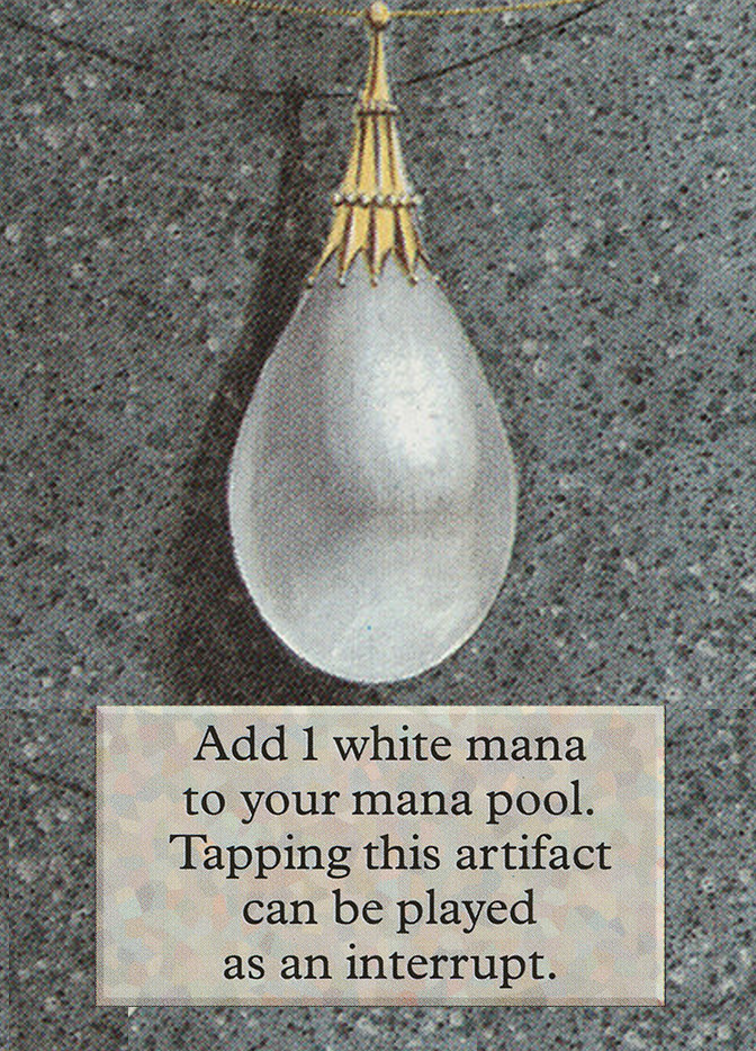 Add 1 white mana
to your mana pool.
Tapping this artifact
can be played
as an interrupt.